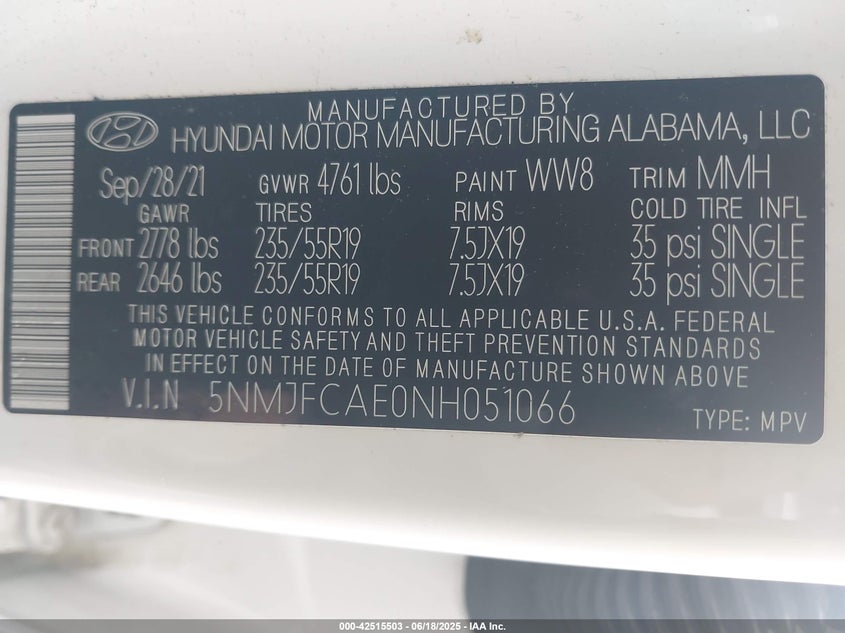 MANUFACTURED BY
HYUNDAI MOTOR MANUFACTURING ALABAMA, LLC
Sep/28/21 GVWR 4761 lbs PAINT WW8 TRIM MMH
GAWR TIRES RIMS COLD TIRE INFL
FRONT 2778 lbs 235/55R19 7.5JX19 35 psi SINGLE
REAR 2646 lbs 235/55R19 7.5JX19 35 psi SINGLE
THIS VEHICLE CONFORMS TO ALL APPLICABLE U.S.A. FEDERAL
MOTOR VEHICLE SAFETY AND THEFT PREVENTION STANDARDS
IN EFFECT ON THE DATE OF MANUFACTURE SHOWN ABOVE
V.I.N 5NMJFCAE0NH051066
TYPE: MPV
000-42515503 / 06/18/2025 - IAA Inc.